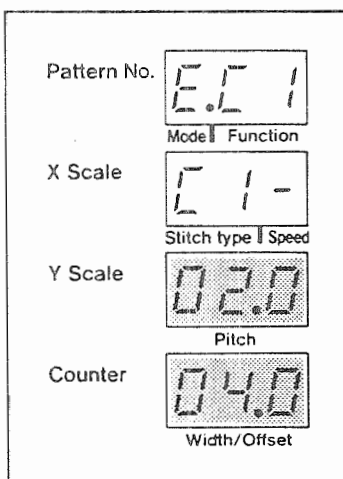 Pattern No. E.C 1
Mode Function
X Scale C 1-
Stitch type Speed
Y Scale 02.0
Pitch
Counter 04.0
Width/Offset